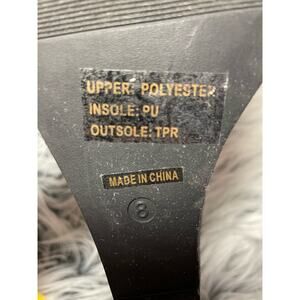 UPPER: POLYESTER
INSOLE: PU
OUTSOLE: TPR
MADE IN CHINA
8